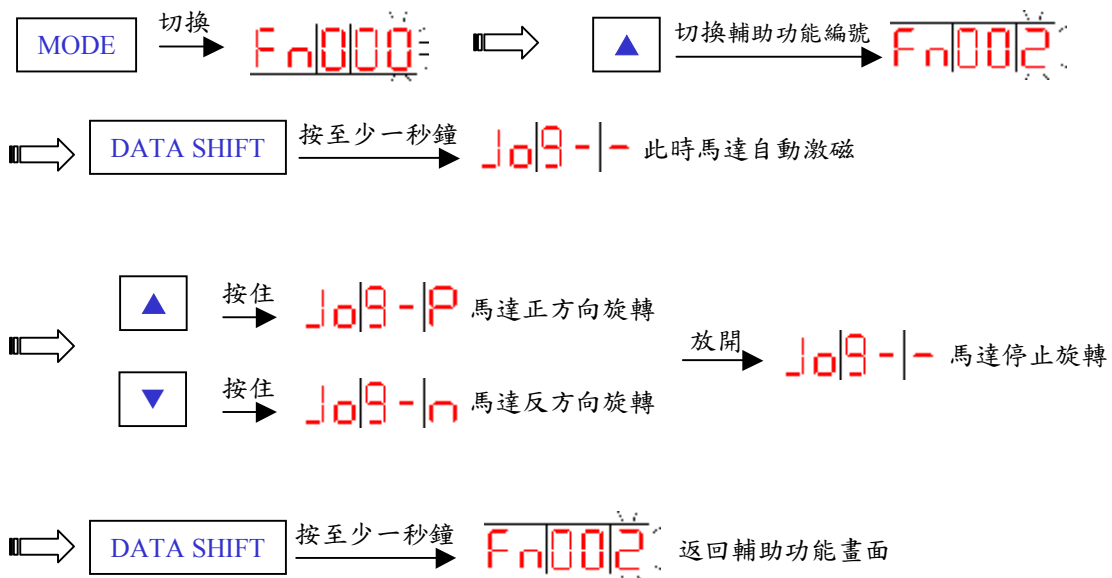 MODE 切換 Fn000 ▲ 切換輔助功能編號 Fn002
DATA SHIFT 按至少一秒鐘 Jog-- 此時馬達自動激磁
▲ 按住 Jog-P 馬達正方向旋轉
放開 Jog-- 馬達停止旋轉
▼ 按住 Jog-n 馬達反方向旋轉
DATA SHIFT 按至少一秒鐘 Fn002 返回輔助功能畫面